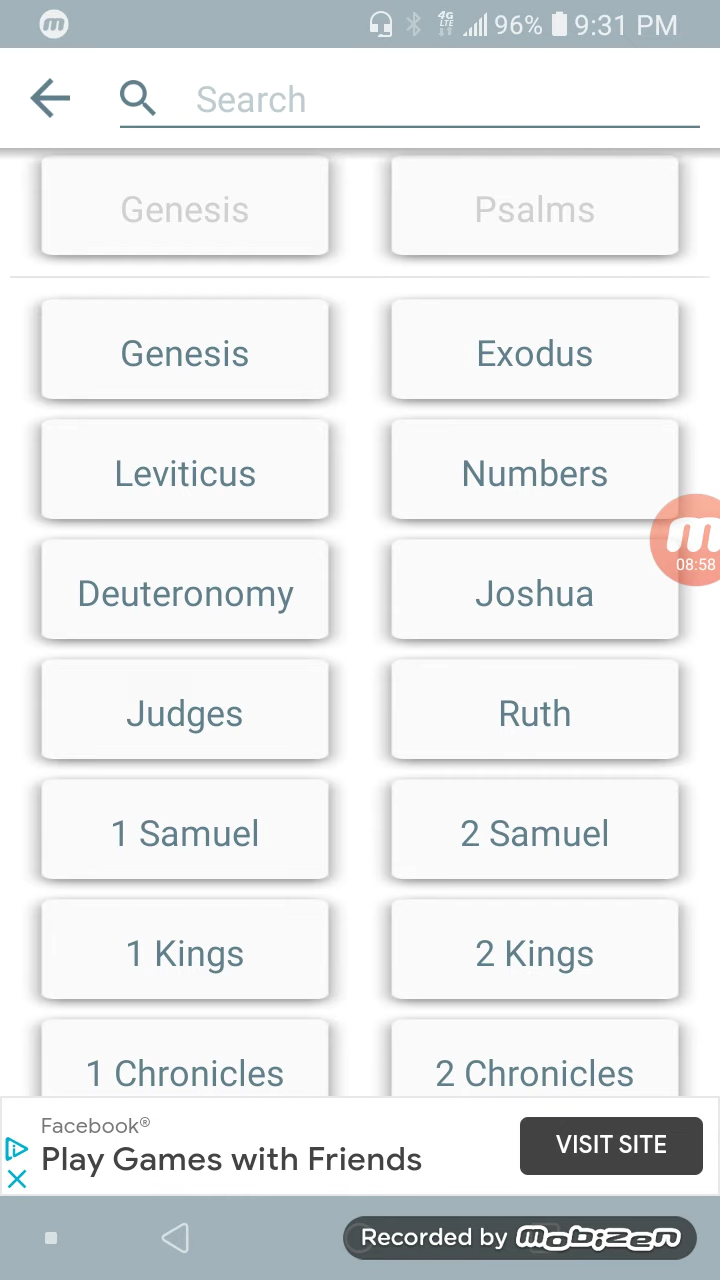 m 4G LTE 96% 9:31 PM
Search
Genesis Psalms
Genesis Exodus
Leviticus Numbers
Deuteronomy Joshua
m
08:58
Judges Ruth
1 Samuel 2 Samuel
1 Kings 2 Kings
1 Chronicles 2 Chronicles
Facebook®
Play Games with Friends
VISIT SITE
Recorded by mobizen